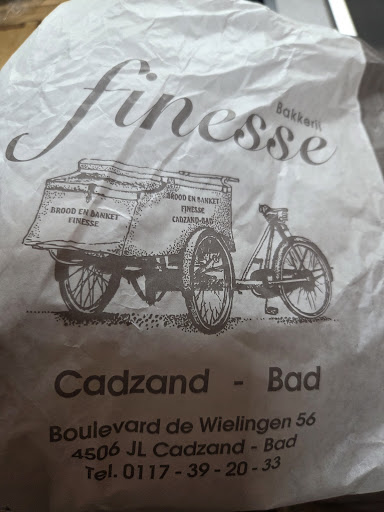 Bakkerij
finesse
BROOD EN BANKET
FINESSE
BROOD EN BANKET
FINESSE
CADZAND-BAD
Cadzand - Bad
Boulevard de Wielingen 56
4506 JL Cadzand - Bad
Tel. 0117 - 39 - 20 - 33